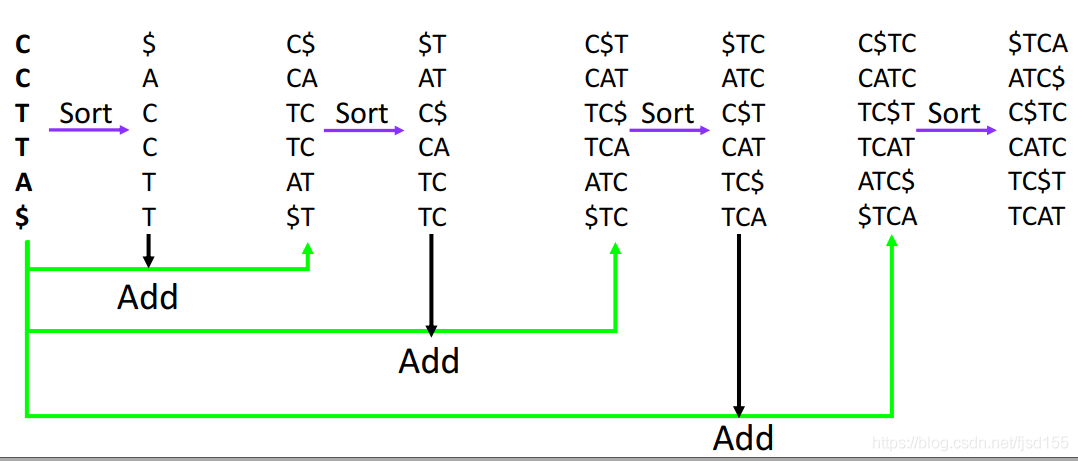 C $ C$ $T C$T $TC C$TC $TCA
C A CA AT CAT ATC CATC ATC$
T Sort C TC Sort C$ TC$ Sort C$T TC$T Sort C$TC
T C TC CA TCA CAT TCAT CATC
A T AT TC ATC TC$ ATC$ TC$T
$ T $T TC $TC TCA $TCA TCAT
Add
Add
Add
https://blog.csdn.net/fjsd155